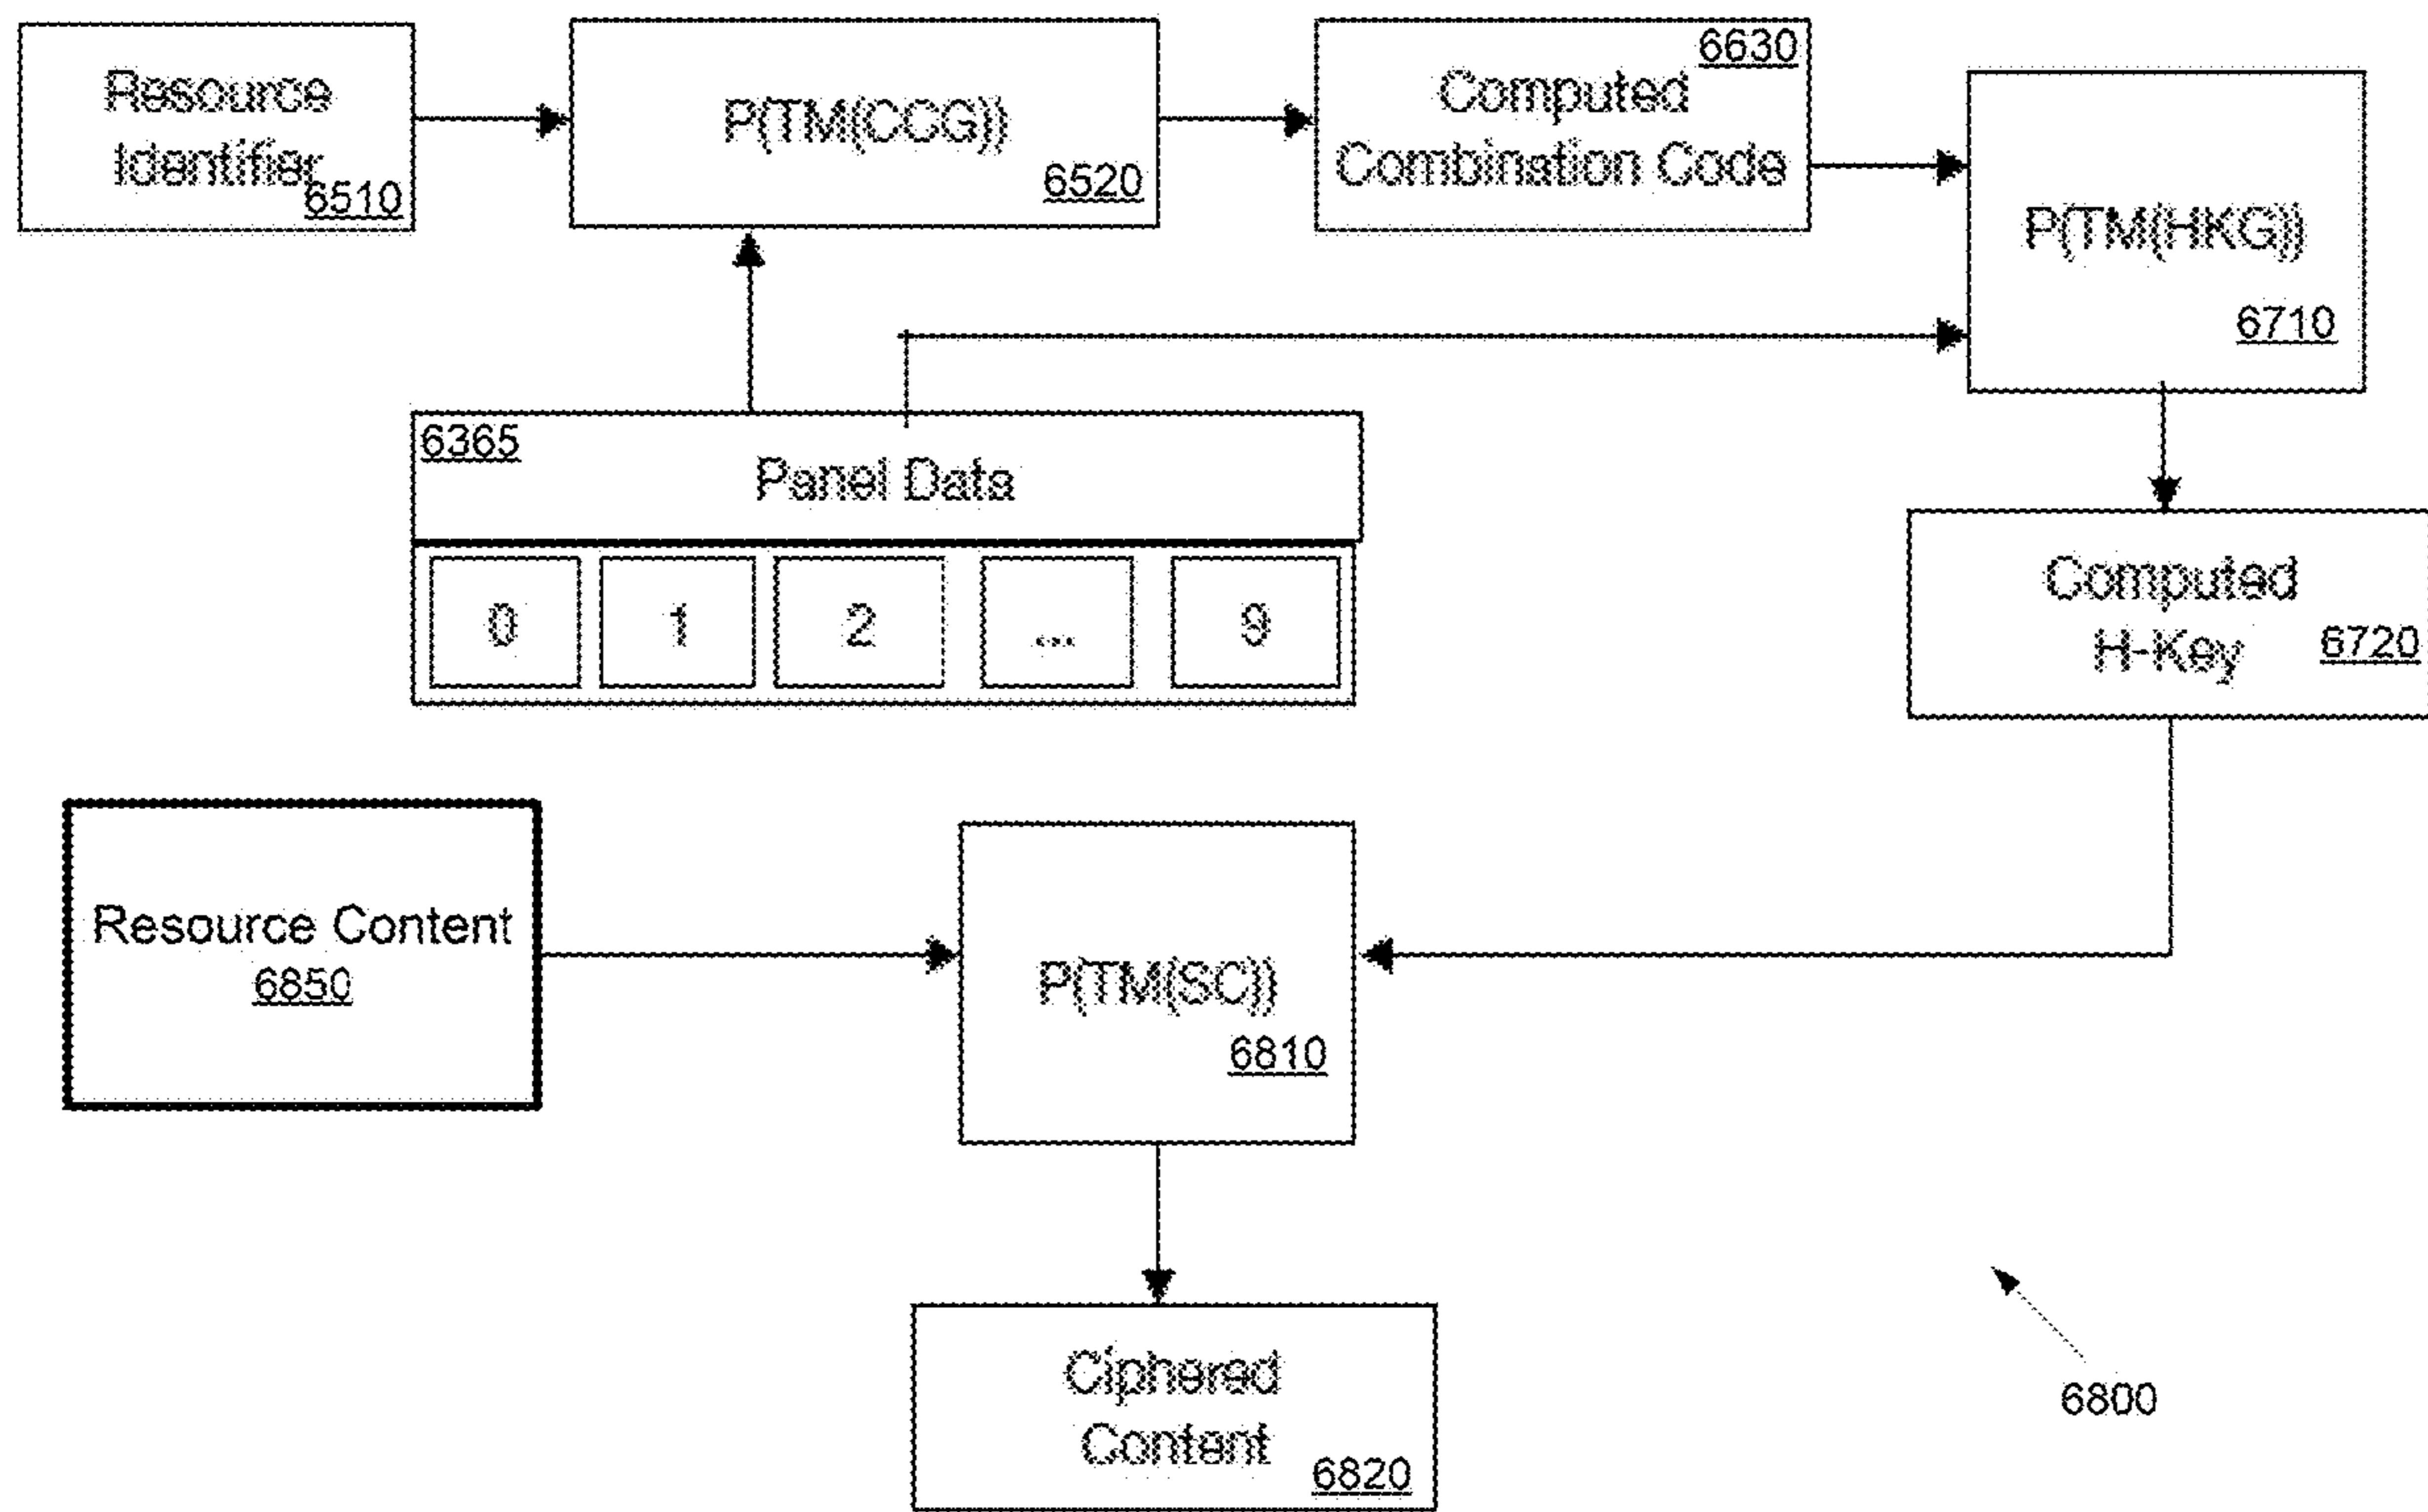 Resource
Identifier
6510
P(TM(CCG))
6520
6630
Computed
Combination Code
P(TM(HKG))
6710
6365
Panel Data
0 1 2 ... 9
Computed
H-Key
6720
Resource Content
6850
P(TM(SC))
6810
Ciphered
Content
6820
6800